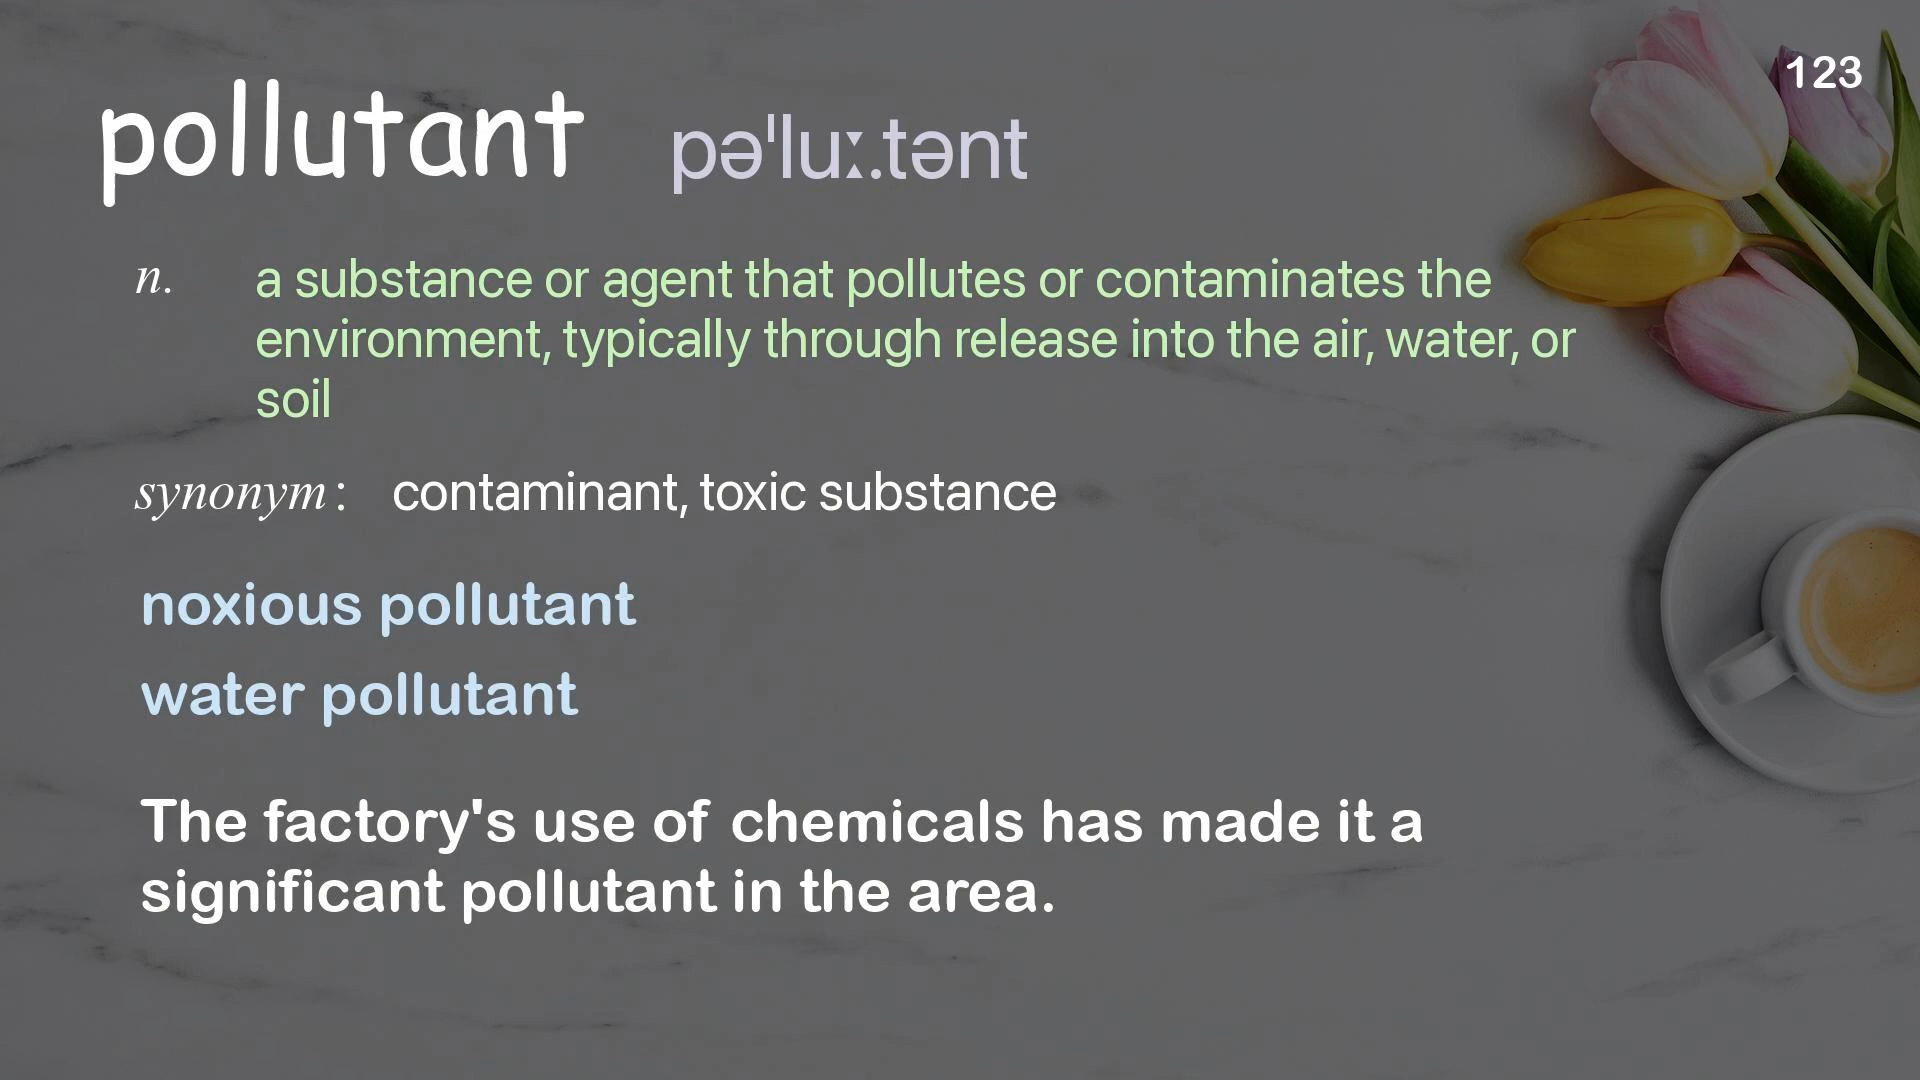 123
pollutant pəˈluː.tənt
n. a substance or agent that pollutes or contaminates the
environment, typically through release into the air, water, or
soil
synonym : contaminant, toxic substance
noxious pollutant
water pollutant
The factory's use of chemicals has made it a
significant pollutant in the area.